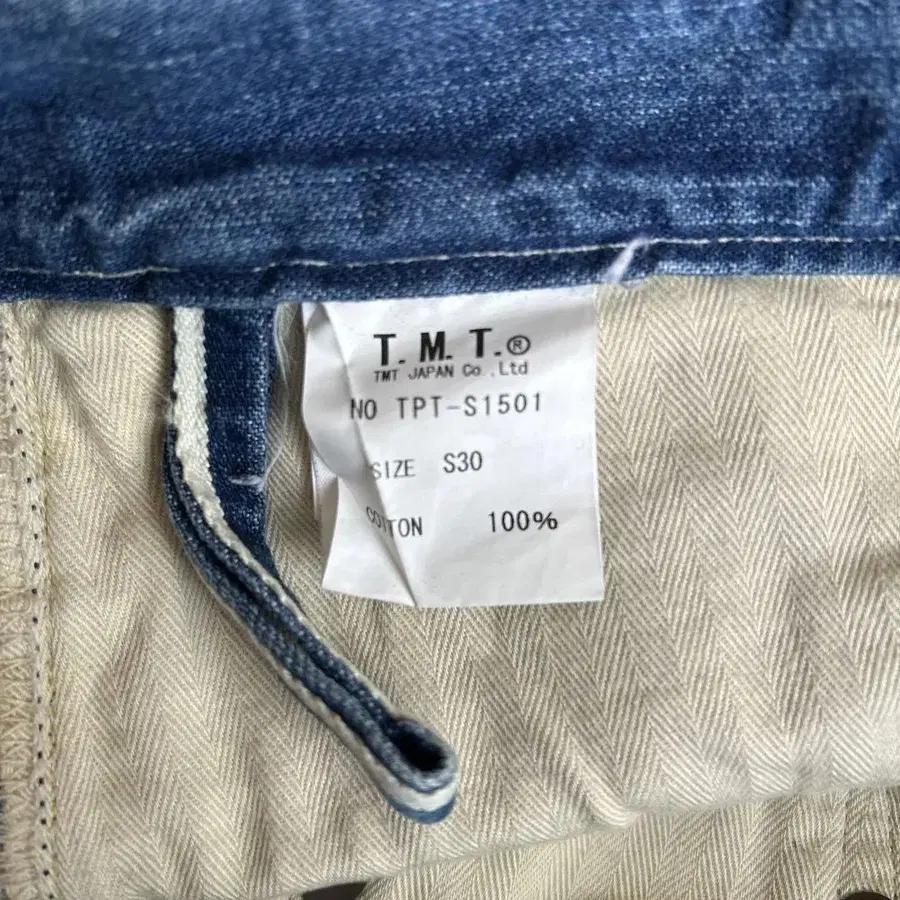 T. M. T.®
TMT JAPAN Co .Ltd
NO TPT-S1501
SIZE S30
COTTON 100%